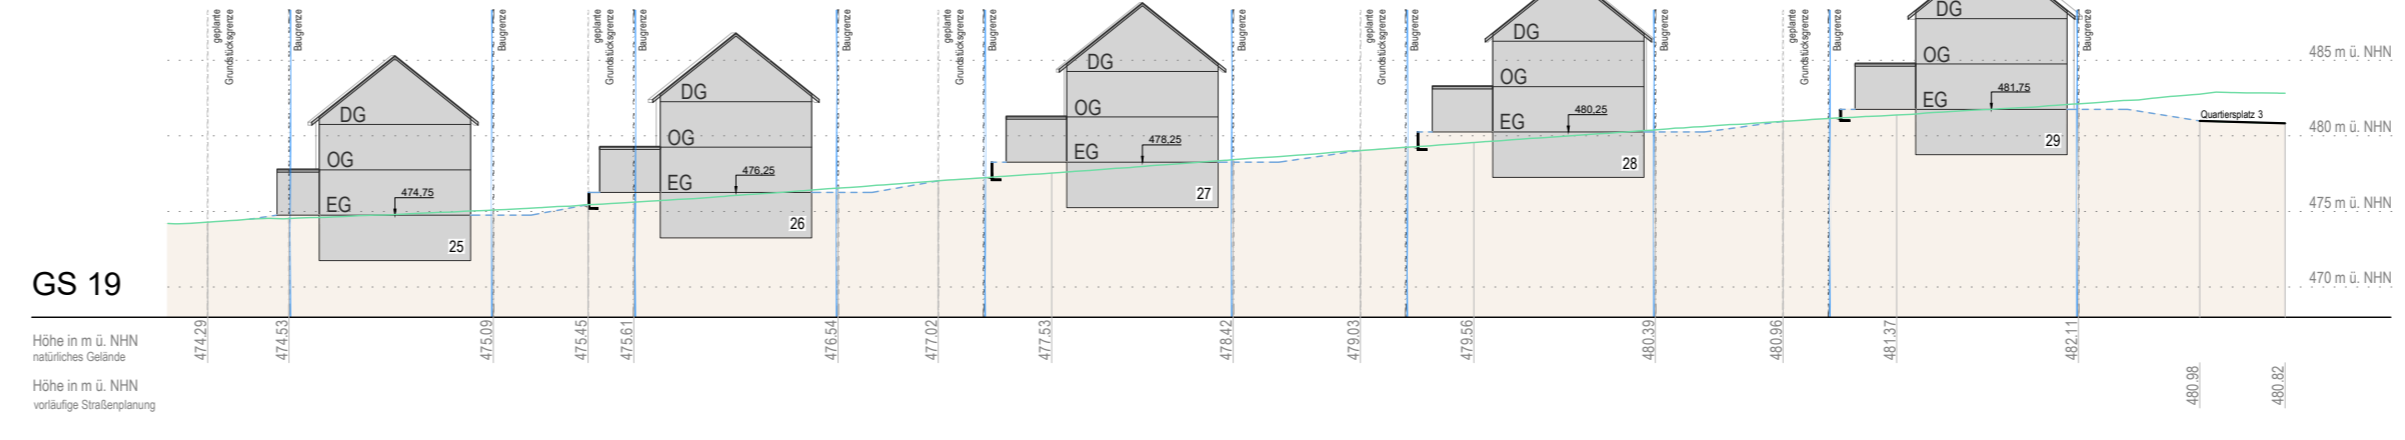 geplante
Grundstücksgrenze
Baugrenze
Baugrenze
geplante
Grundstücksgrenze
Baugrenze
Baugrenze
geplante
Grundstücksgrenze
Baugrenze
Baugrenze
geplante
Grundstücksgrenze
Baugrenze
Baugrenze
geplante
Grundstücksgrenze
Baugrenze
Baugrenze
DG
OG
EG
474,75
25
DG
OG
EG
476,25
26
DG
OG
EG
478,25
27
DG
OG
EG
480,25
28
DG
OG
EG
481,75
29
Quartiersplatz 3
485 m ü. NHN
480 m ü. NHN
475 m ü. NHN
470 m ü. NHN
GS 19
Höhe in m ü. NHN
natürliches Gelände
474.29
474.53
475.09
475.45
475.61
476.54
477.02
477.53
478.42
479.03
479.56
480.39
480.96
481.37
482.11
Höhe in m ü. NHN
vorläufige Straßenplanung
480.98
480.82